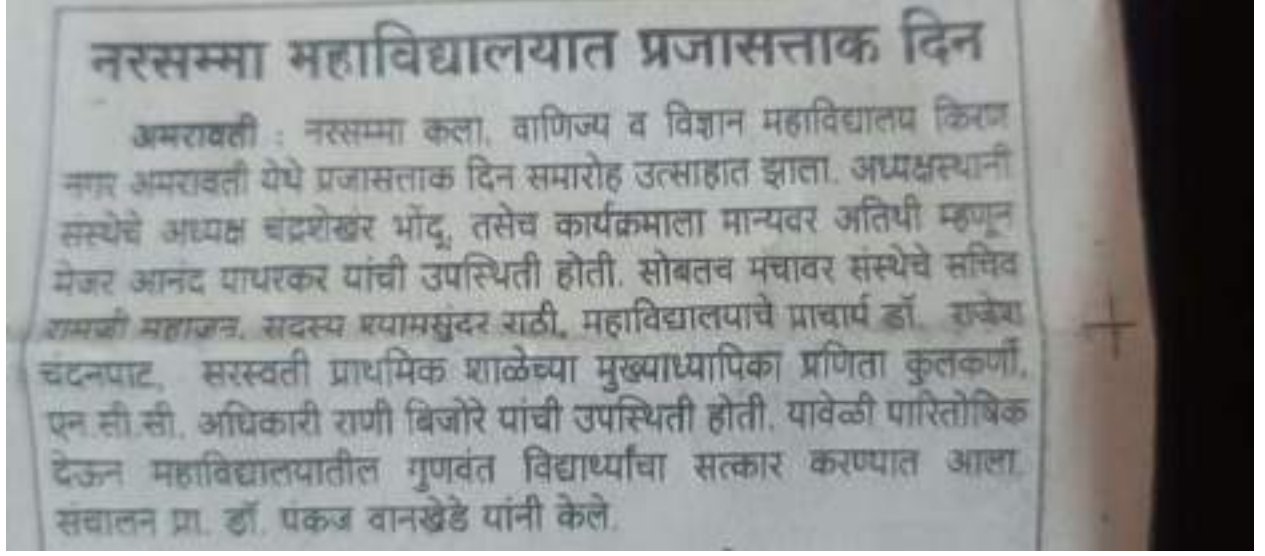 नरसम्मा महाविद्यालयात प्रजासत्ताक दिन
अमरावती : नरसम्मा कला, वाणिज्य व विज्ञान महाविद्यालय किरण
नगर अमरावती येथे प्रजासत्ताक दिन समारोह उत्साहात झाला. अध्यक्षस्थानी
संस्थेचे अध्यक्ष चंद्रशेखर भोंदू, तसेच कार्यक्रमाला मान्यवर अतिथी म्हणून
मेजर आनंद पाथरकर यांची उपस्थिती होती. सोबतच मंचावर संस्थेचे सचिव
रामजी महाजन, सदस्य श्यामसुंदर राठी, महाविद्यालयाचे प्राचार्य डॉ. राजेश
चंदनपाट, सरस्वती प्राथमिक शाळेच्या मुख्याध्यापिका प्रणिता कुलकर्णी,
एन.सी.सी. अधिकारी राणी बिजोरे यांची उपस्थिती होती. यावेळी पारितोषिक
देऊन महाविद्यालयातील गुणवंत विद्यार्थ्यांचा सत्कार करण्यात आला.
संचालन प्रा. डॉ. पंकज वानखेडे यांनी केले.